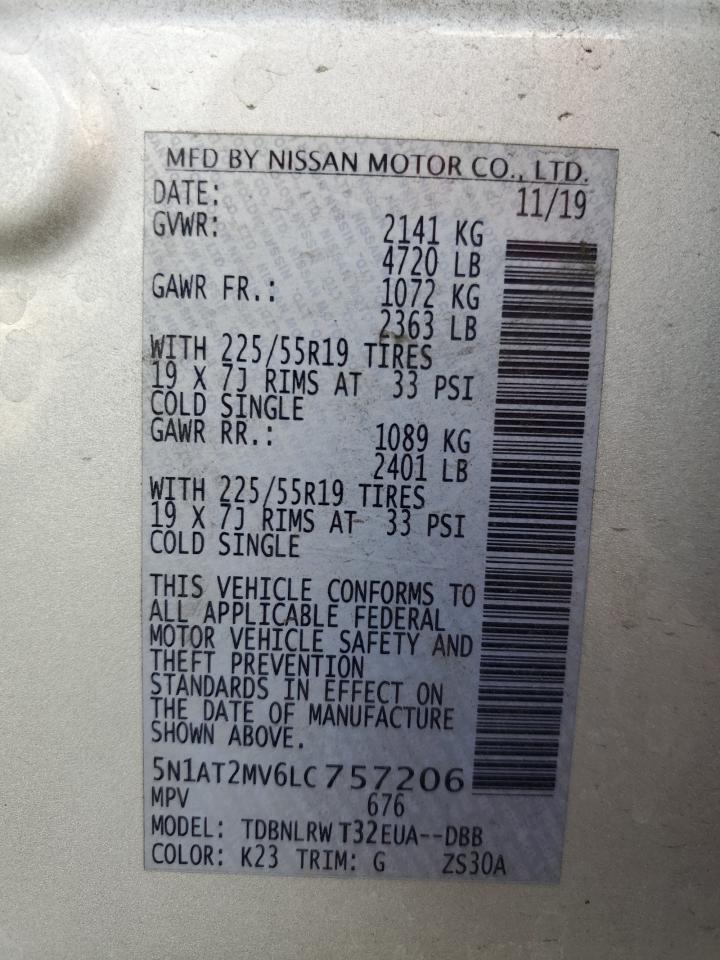 MFD BY NISSAN MOTOR CO., LTD.
DATE: 11/19
GVWR: 2141 KG
4720 LB
GAWR FR.: 1072 KG
2363 LB
WITH 225/55R19 TIRES
19 X 7J RIMS AT 33 PSI
COLD SINGLE
GAWR RR.: 1089 KG
2401 LB
WITH 225/55R19 TIRES
19 X 7J RIMS AT 33 PSI
COLD SINGLE
THIS VEHICLE CONFORMS TO
ALL APPLICABLE FEDERAL
MOTOR VEHICLE SAFETY AND
THEFT PREVENTION
STANDARDS IN EFFECT ON
THE DATE OF MANUFACTURE
SHOWN ABOVE.
5N1AT2MV6LC757206
MPV 676
MODEL: TDBNLRW T32EUA--DBB
COLOR: K23 TRIM: G ZS30A